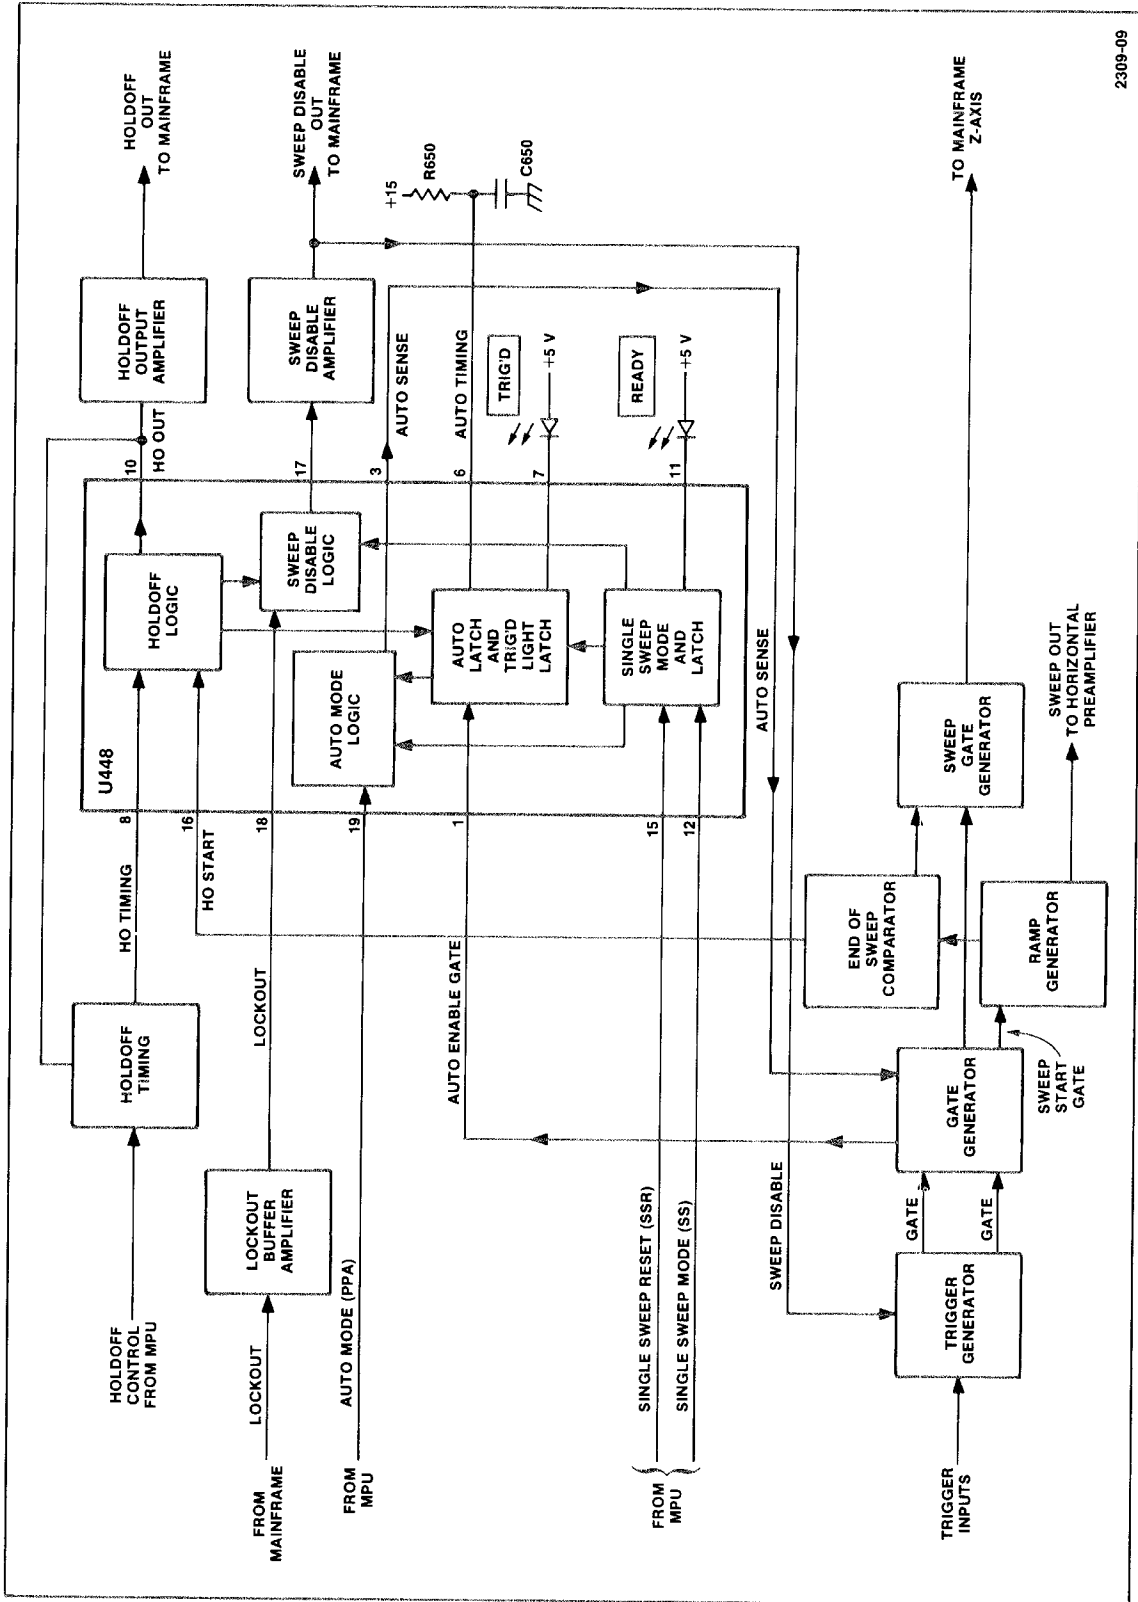 HOLDOFF
CONTROL
FROM MPU
HOLDOFF
TIMING
HO TIMING
8
HO START
16
U448
HOLDOFF
LOGIC
10
HO OUT
HOLDOFF
OUTPUT
AMPLIFIER
HOLDOFF
OUT
TO MAINFRAME
FROM
MAINFRAME
LOCKOUT
LOCKOUT
BUFFER
AMPLIFIER
LOCKOUT
18
SWEEP
DISABLE
LOGIC
17
SWEEP
DISABLE
AMPLIFIER
SWEEP DISABLE
OUT
TO MAINFRAME
FROM
MPU
AUTO MODE (PPA)
19
AUTO MODE
LOGIC
3
AUTO SENSE
+15
R650
C650
AUTO ENABLE GATE
1
AUTO
LATCH
AND
TRIG'D
LIGHT
LATCH
6
AUTO TIMING
7
TRIG'D
+5 V
FROM
MPU
SINGLE SWEEP RESET (SSR)
15
SINGLE SWEEP MODE (SS)
12
SINGLE
SWEEP
MODE
AND
LATCH
11
READY
+5 V
SWEEP DISABLE
AUTO SENSE
TRIGGER
INPUTS
TRIGGER
GENERATOR
GATE
GATE
GATE
GENERATOR
SWEEP
START
GATE
END OF
SWEEP
COMPARATOR
RAMP
GENERATOR
SWEEP
GATE
GENERATOR
SWEEP OUT
TO HORIZONTAL
PREAMPLIFIER
TO MAINFRAME
Z-AXIS
2309-09